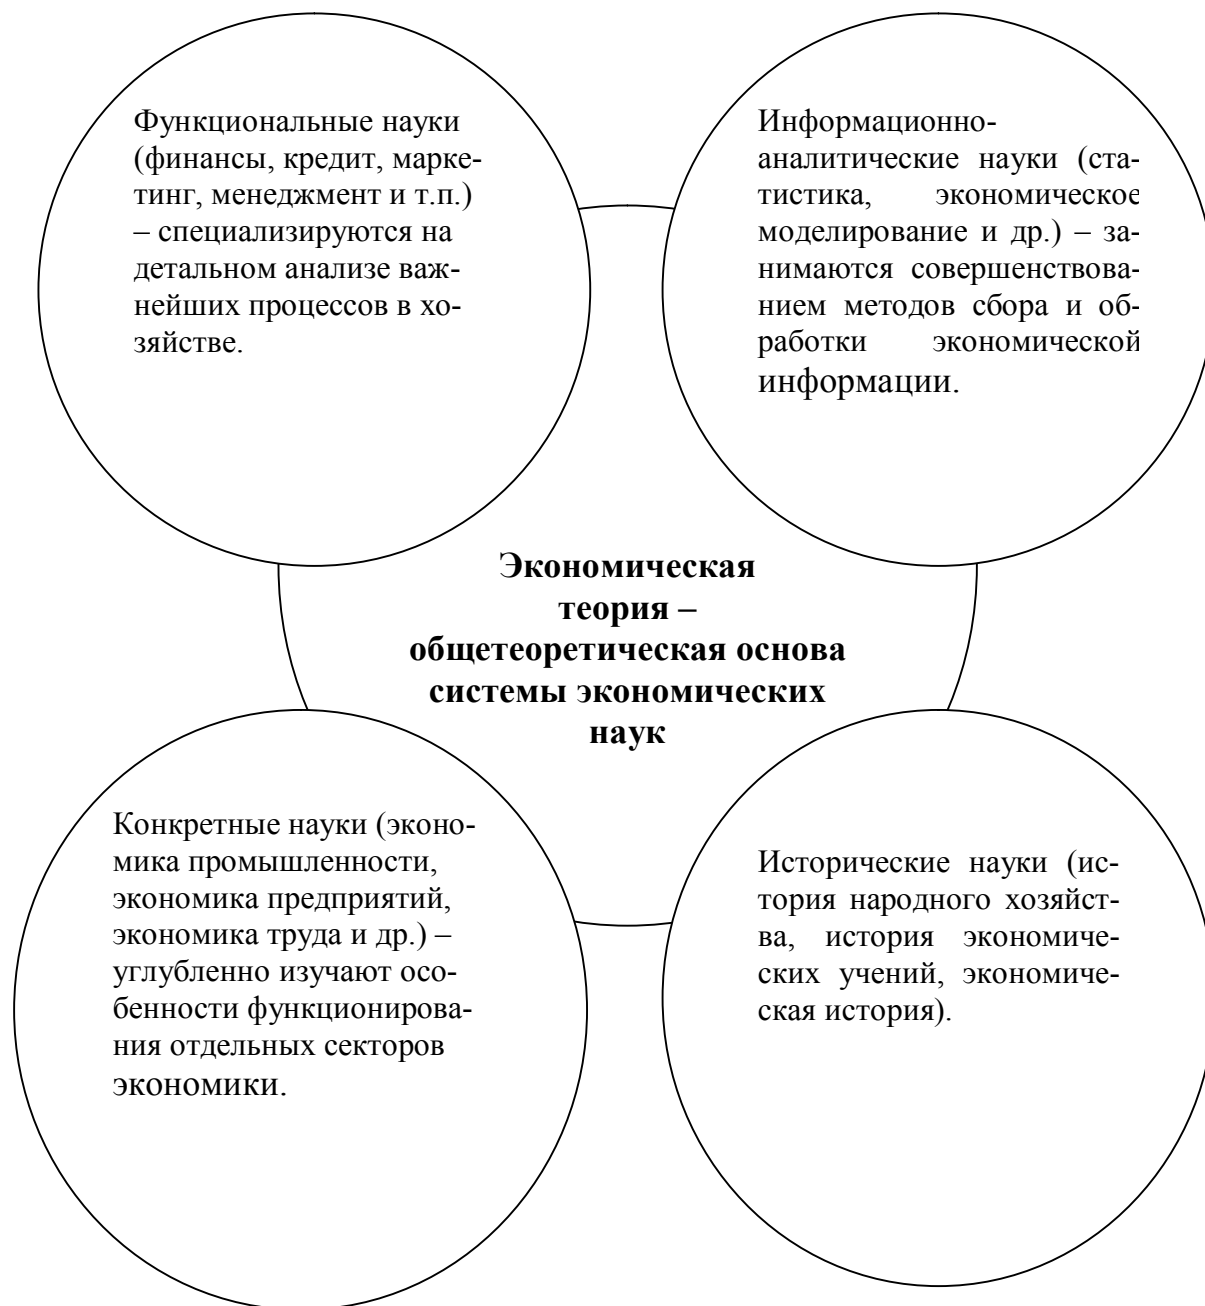 Функциональные науки
(финансы, кредит, марке-
тинг, менеджмент и т.п.)
– специализируются на
детальном анализе важ-
нейших процессов в хо-
зяйстве.
Информационно-
аналитические науки (ста-
тистика, экономическое
моделирование и др.) – за-
нимаются совершенствова-
нием методов сбора и об-
работки экономической
информации.
Экономическая
теория –
общетеоретическая основа
системы экономических
наук
Конкретные науки (эконо-
мика промышленности,
экономика предприятий,
экономика труда и др.) –
углубленно изучают осо-
бенности функционирова-
ния отдельных секторов
экономики.
Исторические науки (ис-
тория народного хозяйст-
ва, история экономиче-
ских учений, экономиче-
ская история).